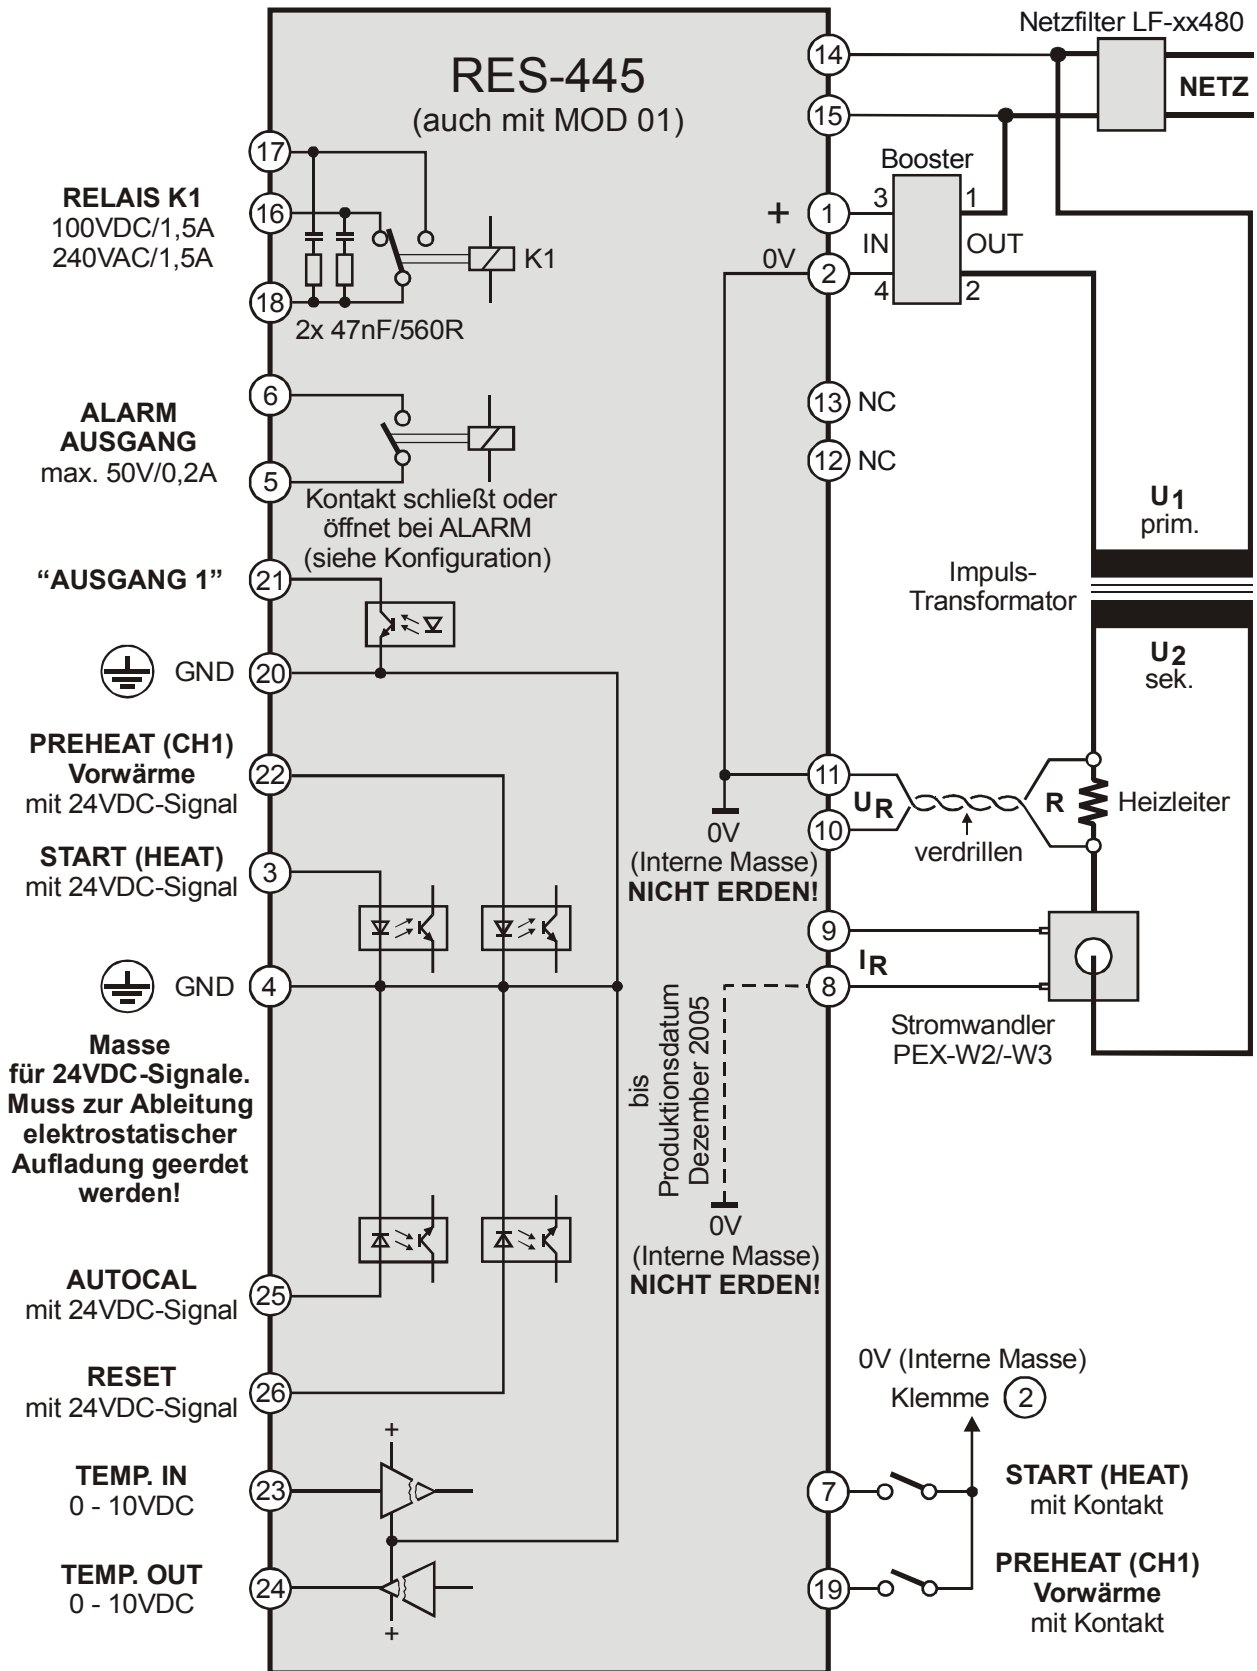 Netzfilter LF-xx480
NETZ
RES-445
(auch mit MOD 01)
14
15
17
16
18
RELAIS K1
100VDC/1,5A
240VAC/1,5A
K1
2x 47nF/560R
Booster
+
1
3
1
IN
OUT
0V
2
4
2
6
5
ALARM
AUSGANG
max. 50V/0,2A
Kontakt schließt oder
öffnet bei ALARM
(siehe Konfiguration)
13
NC
12
NC
U1
prim.
Impuls-
Transformator
U2
sek.
“AUSGANG 1”
21
GND
20
PREHEAT (CH1)
Vorwärme
mit 24VDC-Signal
22
START (HEAT)
mit 24VDC-Signal
3
11
10
UR
R
Heizleiter
verdrillen
0V
(Interne Masse)
NICHT ERDEN!
9
IR
8
Stromwandler
PEX-W2/-W3
GND
4
Masse
für 24VDC-Signale.
Muss zur Ableitung
elektrostatischer
Aufladung geerdet
werden!
bis
Produktionsdatum
Dezember 2005
0V
(Interne Masse)
NICHT ERDEN!
AUTOCAL
mit 24VDC-Signal
25
RESET
mit 24VDC-Signal
26
TEMP. IN
0 - 10VDC
23
+
TEMP. OUT
0 - 10VDC
24
+
0V (Interne Masse)
Klemme 2
7
START (HEAT)
mit Kontakt
19
PREHEAT (CH1)
Vorwärme
mit Kontakt